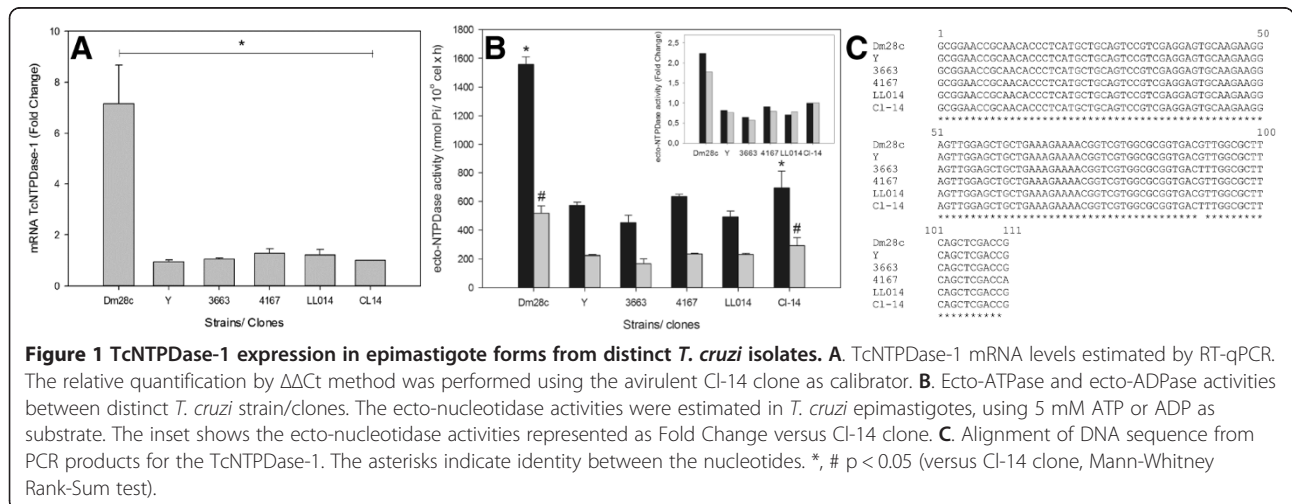 A
*
mRNA TcNTPDase-1 (Fold Change)
10
8
6
4
2
0
Dm28c Y 3663 4167 LL014 CL14
Strains/ Clones
B
ecto-NTPDase activity (nmol Pi/ 10⁸ cel x h)
1800
1600
1400
1200
1000
800
600
400
200
0
*
#
*
#
Dm28c Y 3663 4167 LL014 Cl-14
Strains/ clones
ecto-NTPDase activity (Fold Change)
2,5
2,0
1,5
1,0
0,5
0,0
Dm28c Y 3663 4167 LL014 Cl-14
C
1 50
Dm28c GCGGAACCGCAACACCCTCATGCTGCAGTCCGTCGAGGAGTGCAAGAAGG
Y GCGGAACCGCAACACCCTCATGCTGCAGTCCGTCGAGGAGTGCAAGAAGG
3663 GCGGAACCGCAACACCCTCATGCTGCAGTCCGTCGAGGAGTGCAAGAAGG
4167 GCGGAACCGCAACACCCTCATGCTGCAGTCCGTCGAGGAGTGCAAGAAGG
LL014 GCGGAACCGCAACACCCTCATGCTGCAGTCCGTCGAGGAGTGCAAGAAGG
Cl-14 GCGGAACCGCAACACCCTCATGCTGCAGTCCGTCGAGGAGTGCAAGAAGG
**************************************************
51 100
Dm28c AGTTGGAGCTGCTGAAAGAAAACGGTCGTGGCGCGGTGACGTTGGCGCTT
Y AGTTGGAGCTGCTGAAAGAAAACGGTCGTGGCGCGGTGACTTTGGCGCTT
3663 AGTTGGAGCTGCTGAAAGAAAACGGTCGTGGCGCGGTGACTTTGGCGCTT
4167 AGTTGGAGCTGCTGAAAGAAAACGGTCGTGGCGCGGTGACTTTGGCGCTT
LL014 AGTTGGAGCTGCTGAAAGAAAACGGTCGTGGCGCGGTGACTTTGGCGCTT
Cl-14 AGTTGGAGCTGCTGAAAGAAAACGGTCGTGGCGCGGTGACTTTGGCGCTT
**************************************** *********
101 111
Dm28c CAGCTCGACCG
Y CAGCTCGACCG
3663 CAGCTCGACCG
4167 CAGCTCGACCA
LL014 CAGCTCGACCG
Cl-14 CAGCTCGACCG
**********
Figure 1 TcNTPDase-1 expression in epimastigote forms from distinct T. cruzi isolates. A. TcNTPDase-1 mRNA levels estimated by RT-qPCR.
The relative quantification by ΔΔCt method was performed using the avirulent Cl-14 clone as calibrator. B. Ecto-ATPase and ecto-ADPase activities
between distinct T. cruzi strain/clones. The ecto-nucleotidase activities were estimated in T. cruzi epimastigotes, using 5 mM ATP or ADP as
substrate. The inset shows the ecto-nucleotidase activities represented as Fold Change versus Cl-14 clone. C. Alignment of DNA sequence from
PCR products for the TcNTPDase-1. The asterisks indicate identity between the nucleotides. *, # p < 0.05 (versus Cl-14 clone, Mann-Whitney
Rank-Sum test).